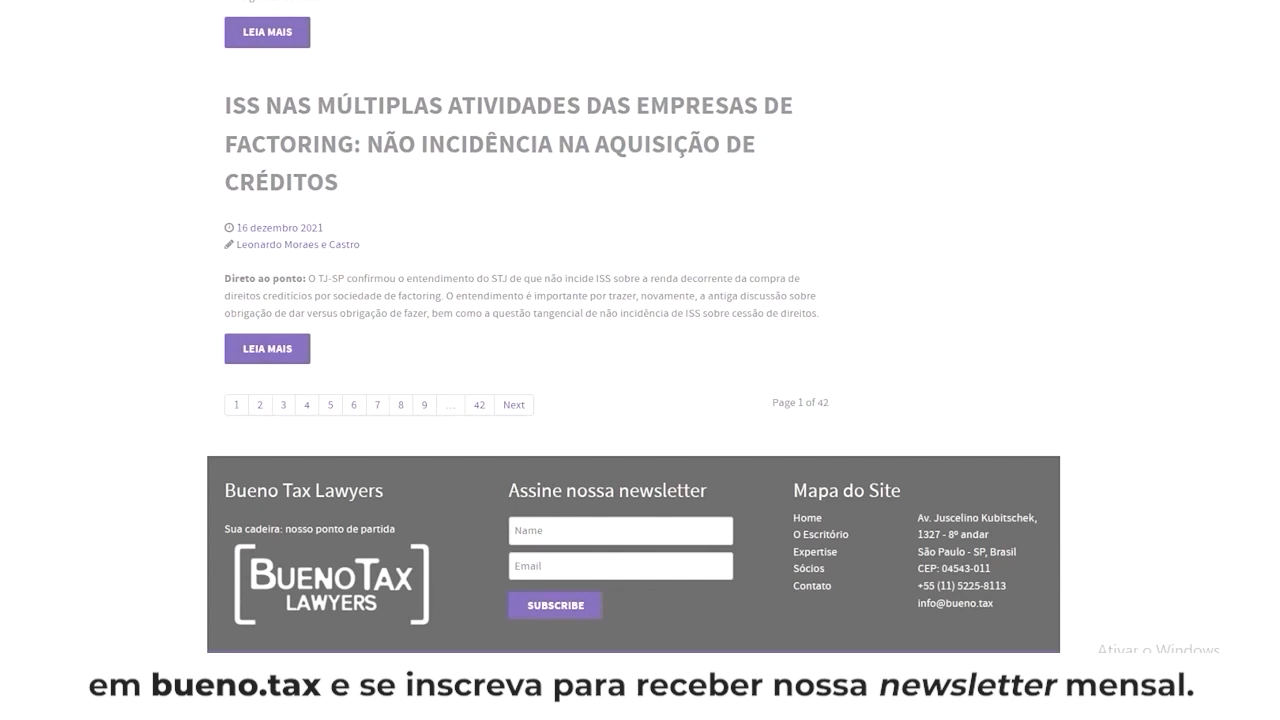 LEIA MAIS
ISS NAS MÚLTIPLAS ATIVIDADES DAS EMPRESAS DE
FACTORING: NÃO INCIDÊNCIA NA AQUISIÇÃO DE
CRÉDITOS
16 dezembro 2021
Leonardo Moraes e Castro
Direto ao ponto: O TJ-SP confirmou o entendimento do STJ de que não incide ISS sobre a renda decorrente da compra de
direitos creditícios por sociedade de factoring. O entendimento é importante por trazer, novamente, a antiga discussão sobre
obrigação de dar versus obrigação de fazer, bem como a questão tangencial de não incidência de ISS sobre cessão de direitos.
LEIA MAIS
1 2 3 4 5 6 7 8 9 … 42 Next
Page 1 of 42
Bueno Tax Lawyers
Sua cadeira: nosso ponto de partida
[BUENOTAX
LAWYERS]
Assine nossa newsletter
Name
Email
SUBSCRIBE
Mapa do Site
Home
O Escritório
Expertise
Sócios
Contato
Av. Juscelino Kubitschek,
1327 - 8º andar
São Paulo - SP, Brasil
CEP: 04543-011
+55 (11) 5225-8113
info@bueno.tax
Ativar o Windows
em bueno.tax e se inscreva para receber nossa newsletter mensal.